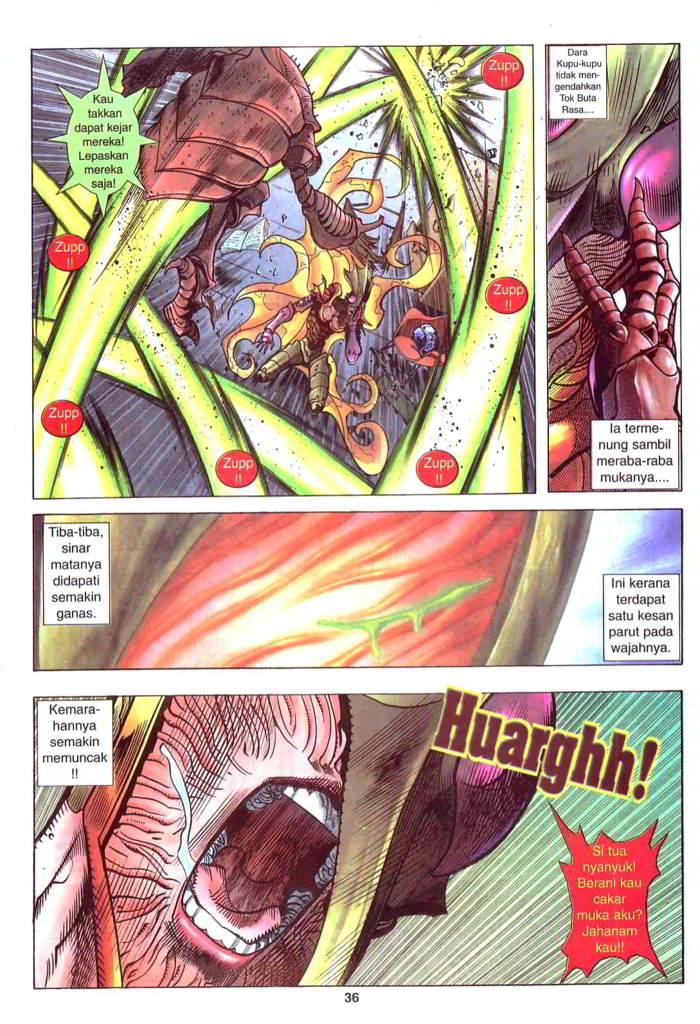 Kau
takkan
dapat kejar
mereka!
Lepaskan
mereka
saja!
Zupp
!!
Zupp
!!
Zupp
!!
Zupp
!!
Zupp
!!
Zupp
!!
Dara
Kupu-kupu
tidak men-
gendahkan
Tok Buta
Rasa....
Ia terme-
nung sambil
meraba-raba
mukanya....
Tiba-tiba,
sinar
matanya
didapati
semakin
ganas.
Ini kerana
terdapat
satu kesan
parut pada
wajahnya.
Kemara-
hannya
semakin
memuncak
!!
Huarghh!
Si tua
nyanyuk!
Berani kau
cakar
muka aku?
Jahanam
kau!!
36